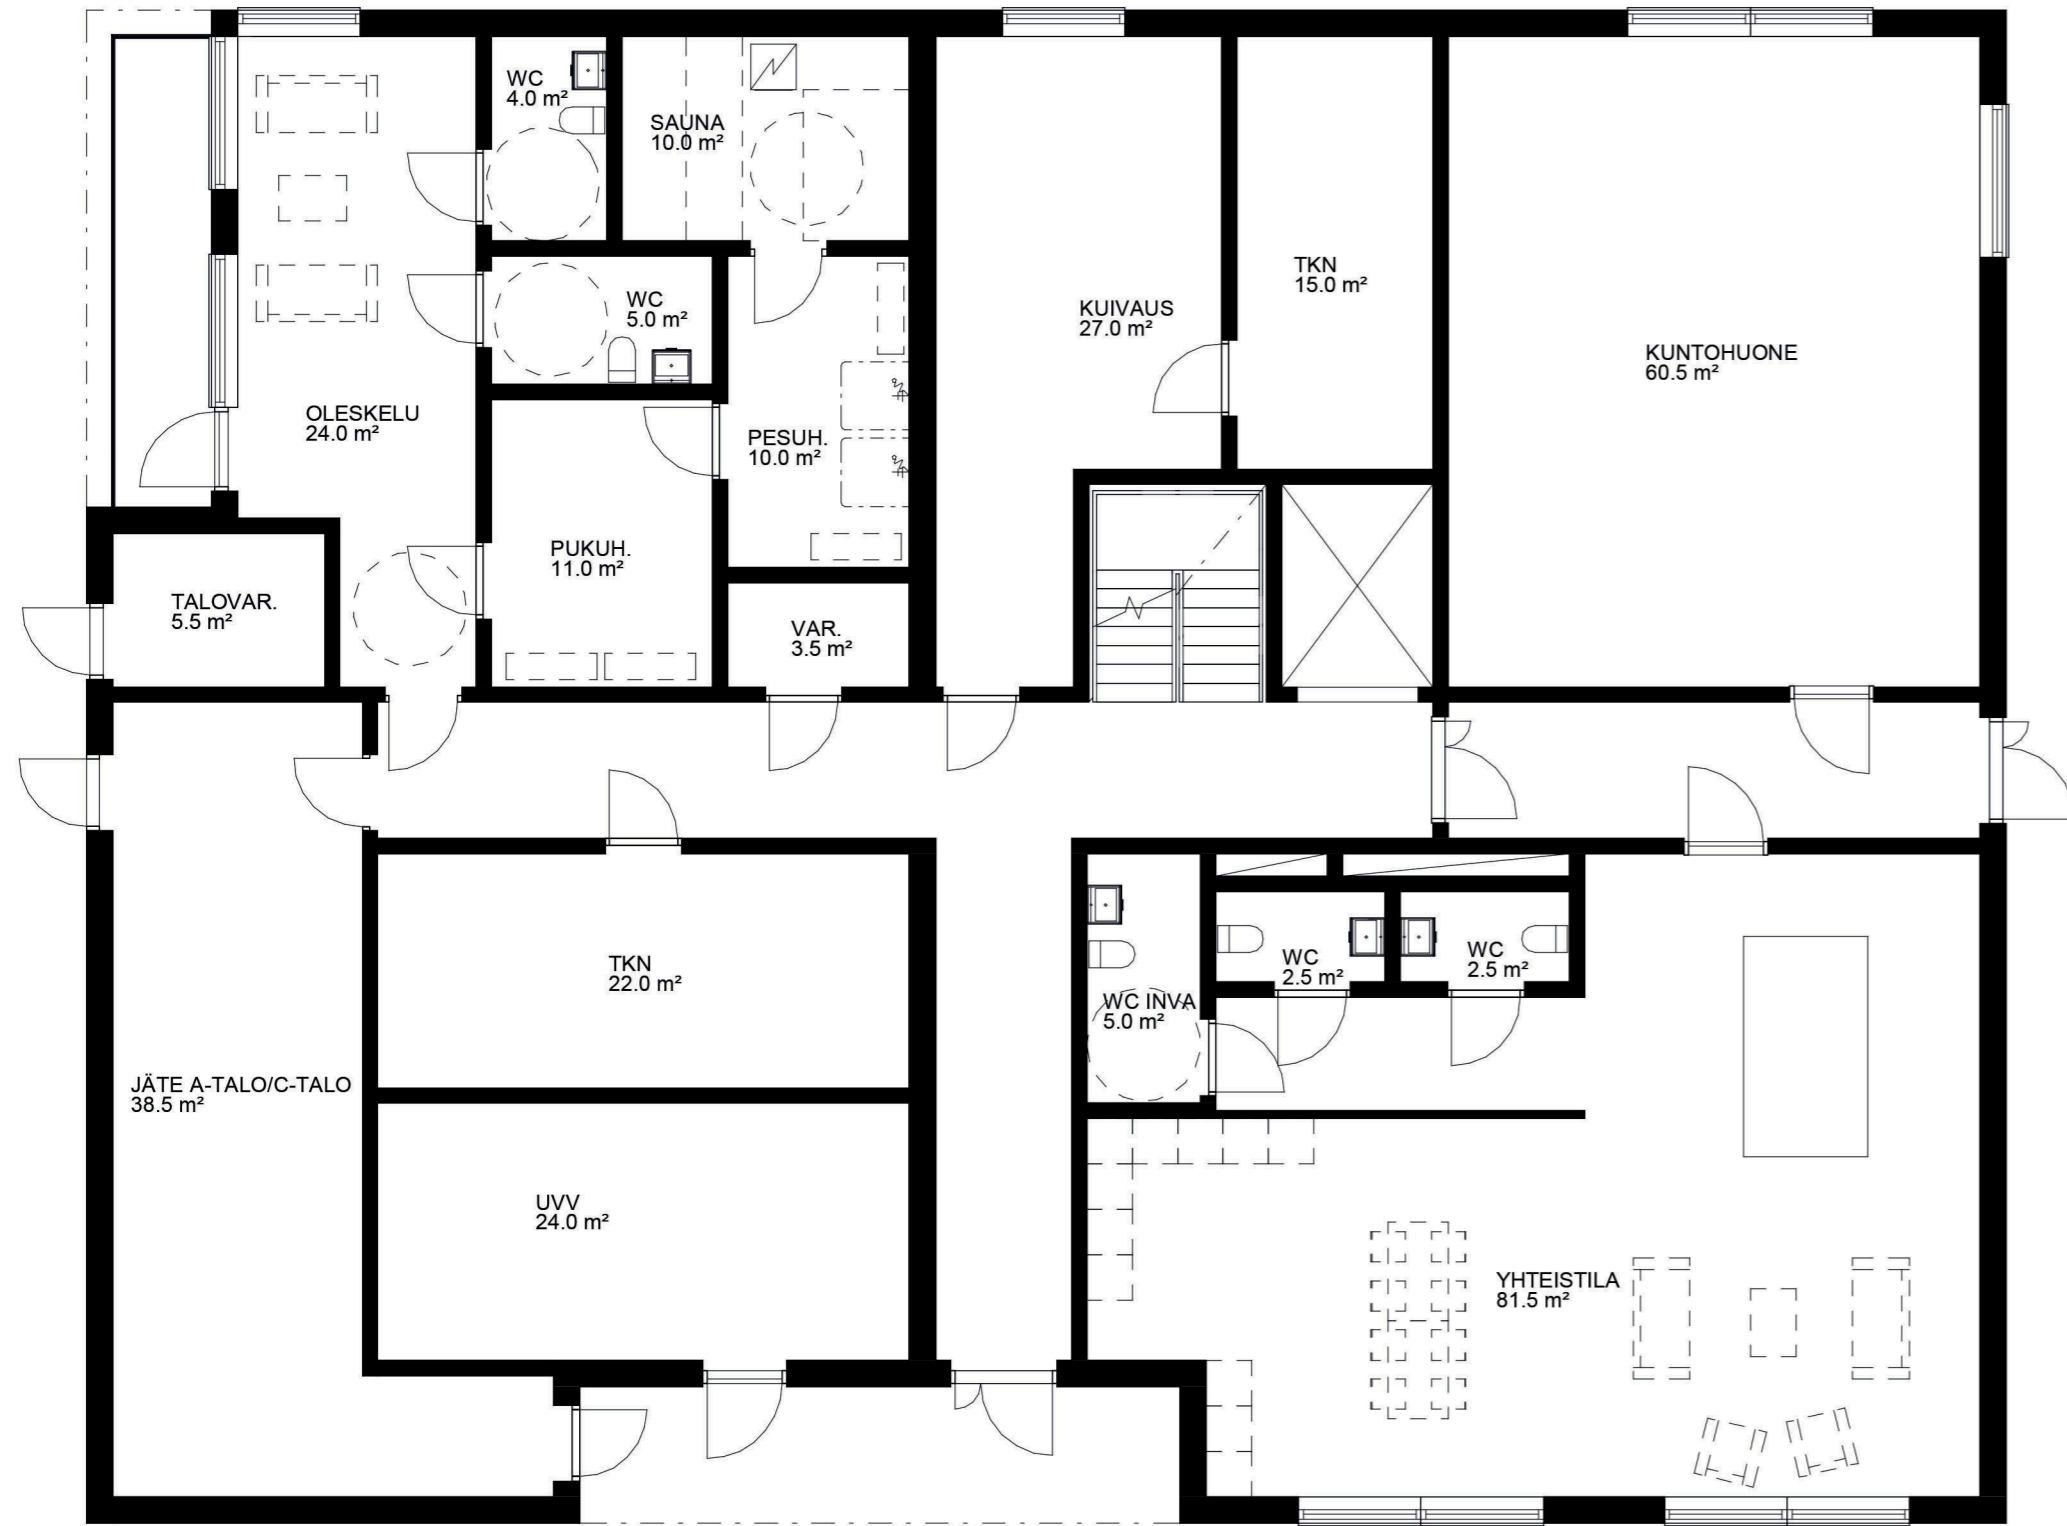 WC
4.0 m²
SAUNA
10.0 m²
WC
5.0 m²
TKN
15.0 m²
KUIVAUS
27.0 m²
KUNTOHUONE
60.5 m²
OLESKELU
24.0 m²
PESUH.
10.0 m²
PUKUH.
11.0 m²
TALOVAR.
5.5 m²
VAR.
3.5 m²
TKN
22.0 m²
WC
2.5 m²
WC
2.5 m²
WC INVA
5.0 m²
JÄTE A-TALO/C-TALO
38.5 m²
UVV
24.0 m²
YHTEISTILA
81.5 m²